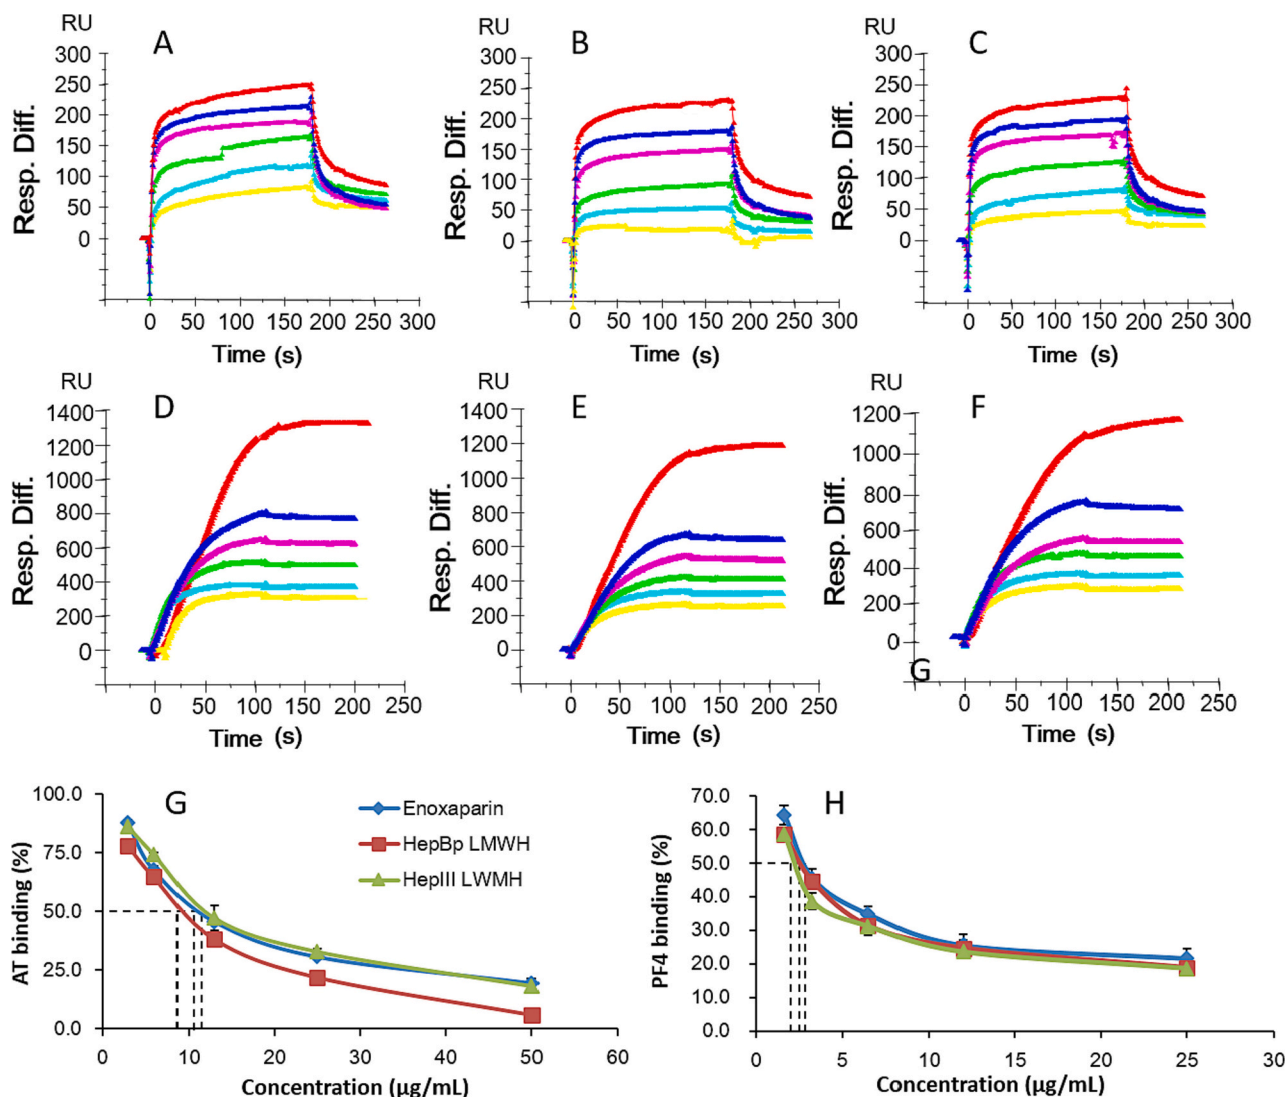 RU
A
300
250
200
150
100
50
0
Resp. Diff.
0 50 100 150 200 250 300
Time (s)
RU
B
300
250
200
150
100
50
0
Resp. Diff.
0 50 100 150 200 250 300
Time (s)
RU
C
300
250
200
150
100
50
0
Resp. Diff.
0 50 100 150 200 250 300
Time (s)
RU
D
1400
1200
1000
800
600
400
200
0
Resp. Diff.
0 50 100 150 200 250
Time (s)
RU
E
1400
1200
1000
800
600
400
200
0
Resp. Diff.
0 50 100 150 200 250
Time (s)
RU
F
1200
1000
800
600
400
200
0
Resp. Diff.
G
0 50 100 150 200 250
Time (s)
G
100.0
75.0
50.0
25.0
0.0
AT binding (%)
Enoxaparin
HepBp LMWH
HepIII LWMH
0 10 20 30 40 50 60
Concentration (µg/mL)
H
70.0
60.0
50.0
40.0
30.0
20.0
10.0
0.0
PF4 binding (%)
0 5 10 15 20 25 30
Concentration (µg/mL)